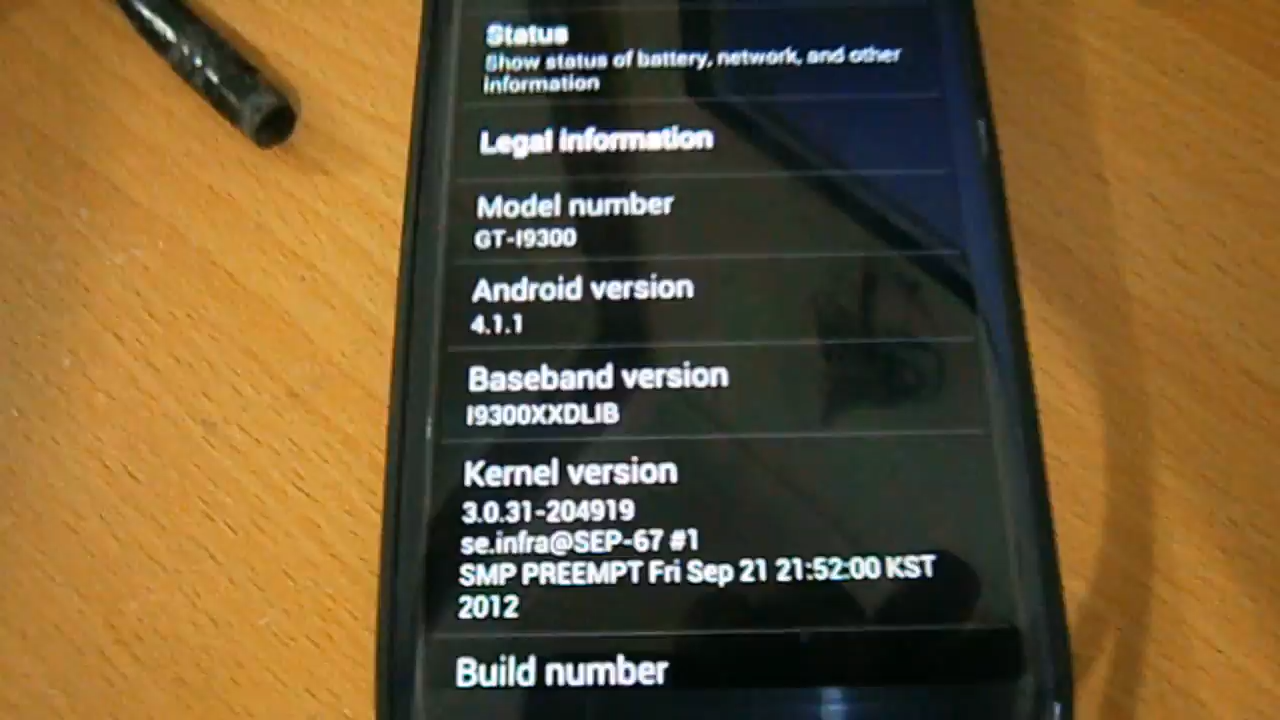 Status
Show status of battery, network, and other
information
Legal information
Model number
GT-I9300
Android version
4.1.1
Baseband version
I9300XXDLIB
Kernel version
3.0.31-204919
se.infra@SEP-67 #1
SMP PREEMPT Fri Sep 21 21:52:00 KST
2012
Build number